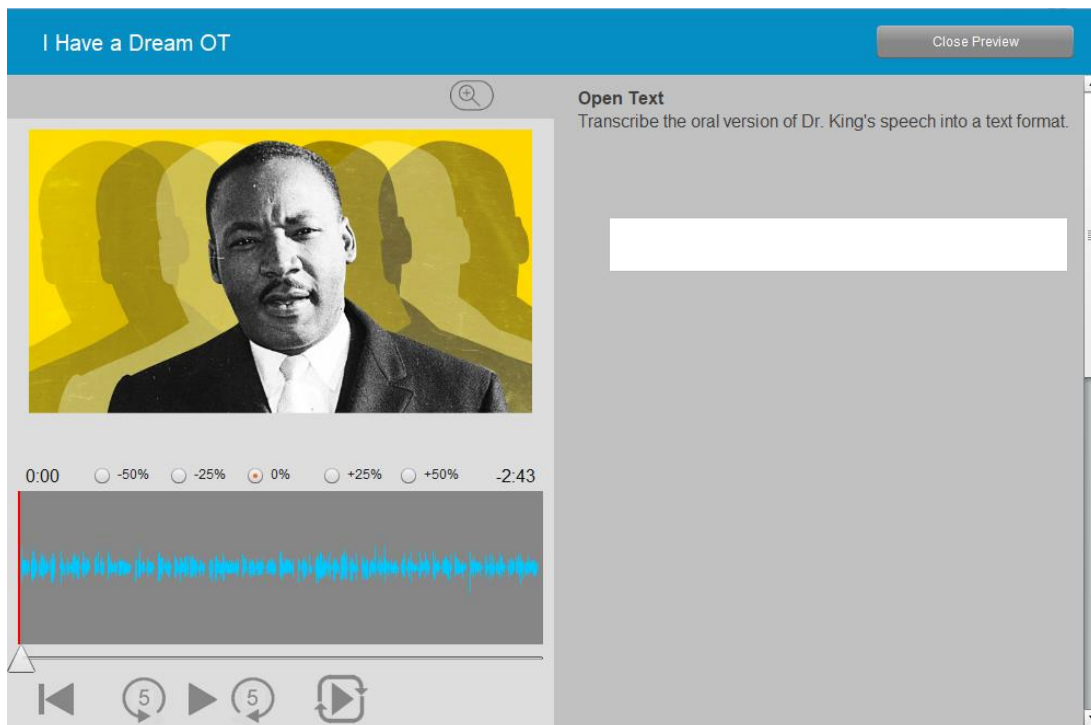 I Have a Dream OT
Close Preview
Open Text
Transcribe the oral version of Dr. King's speech into a text format.
0:00 -50% -25% 0% +25% +50% -2:43
5 5